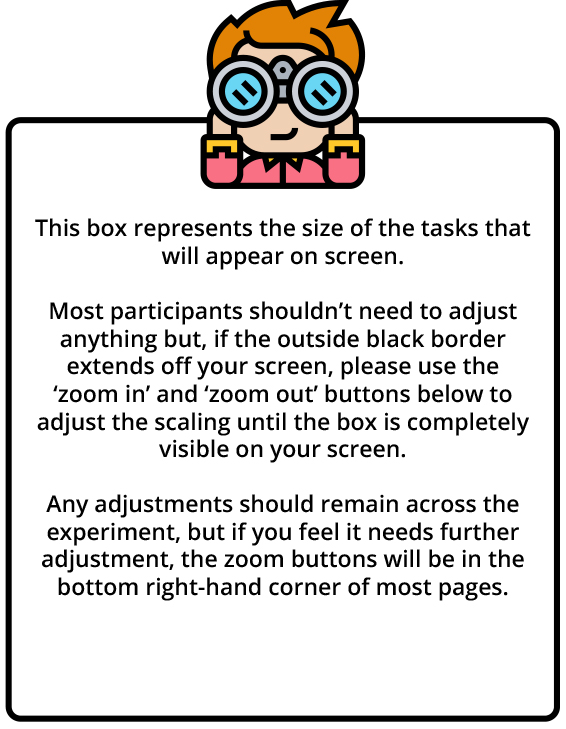 This box represents the size of the tasks that
will appear on screen.
Most participants shouldn’t need to adjust
anything but, if the outside black border
extends off your screen, please use the
‘zoom in’ and ‘zoom out’ buttons below to
adjust the scaling until the box is completely
visible on your screen.
Any adjustments should remain across the
experiment, but if you feel it needs further
adjustment, the zoom buttons will be in the
bottom right-hand corner of most pages.